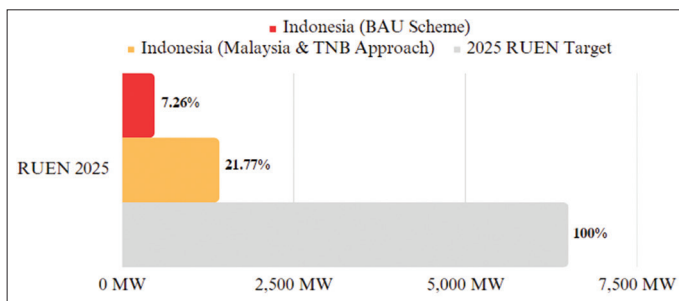 Indonesia (BAU Scheme)
Indonesia (Malaysia & TNB Approach) 2025 RUEN Target
7.26%
RUEN 2025
21.77%
100%
0 MW 2,500 MW 5,000 MW 7,500 MW